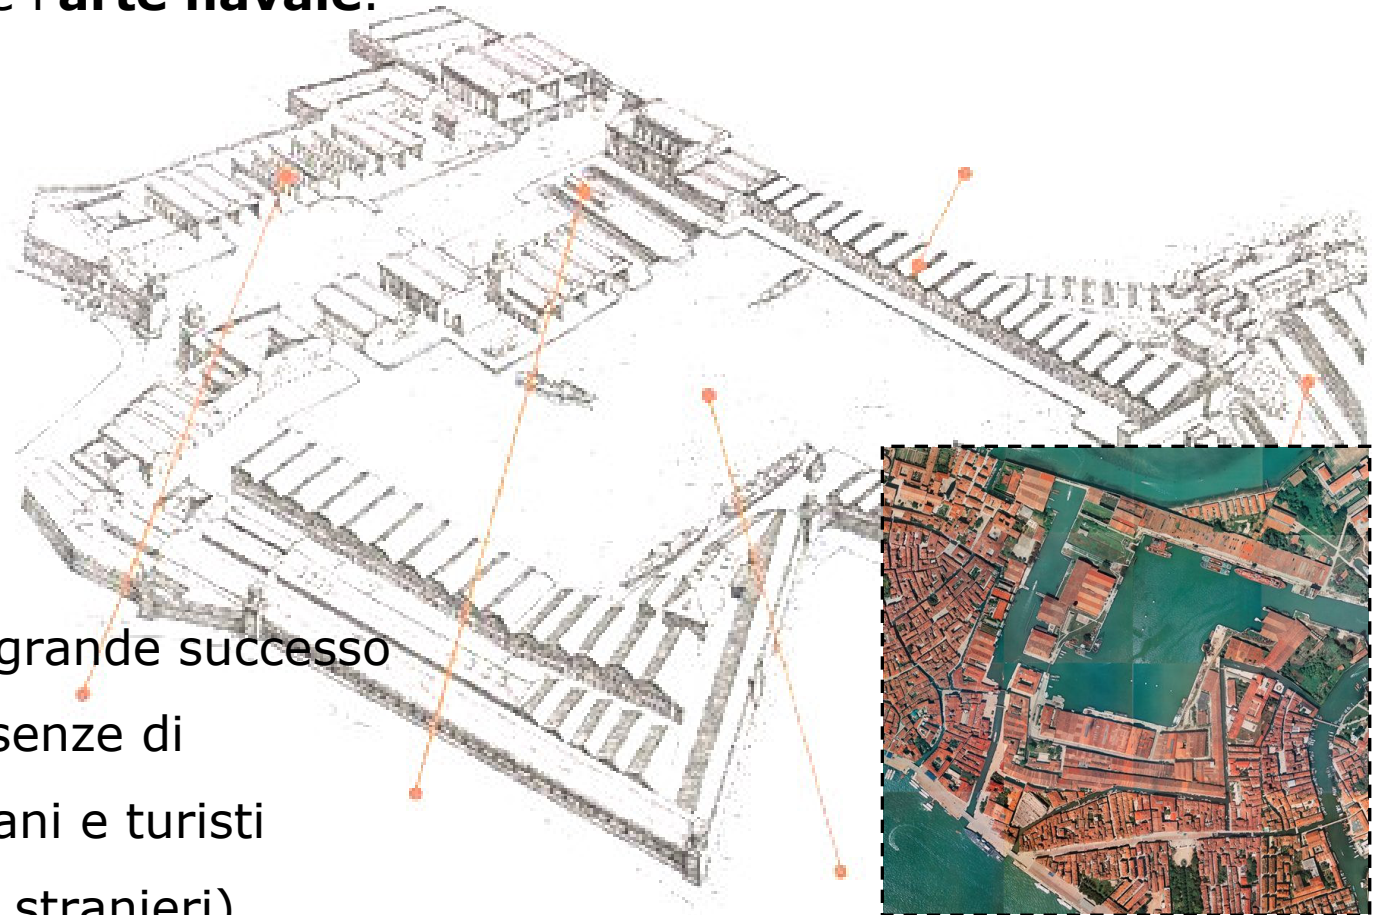 e l'arte navale.
grande successo
senze di
ani e turisti
stranieri)